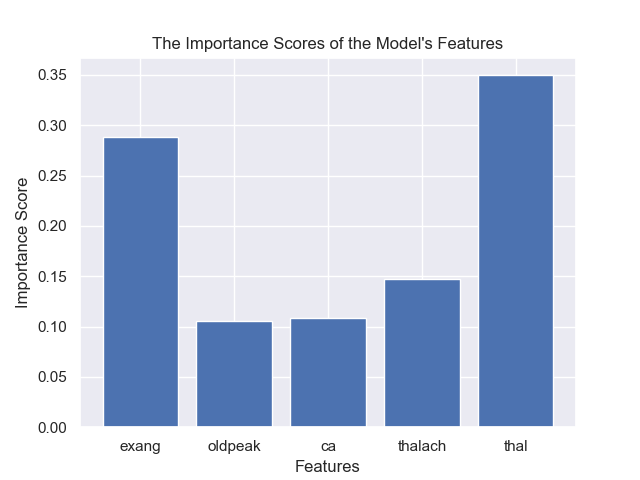 The Importance Scores of the Model's Features
Importance Score
0.35
0.30
0.25
0.20
0.15
0.10
0.05
0.00
exang oldpeak ca thalach thal
Features